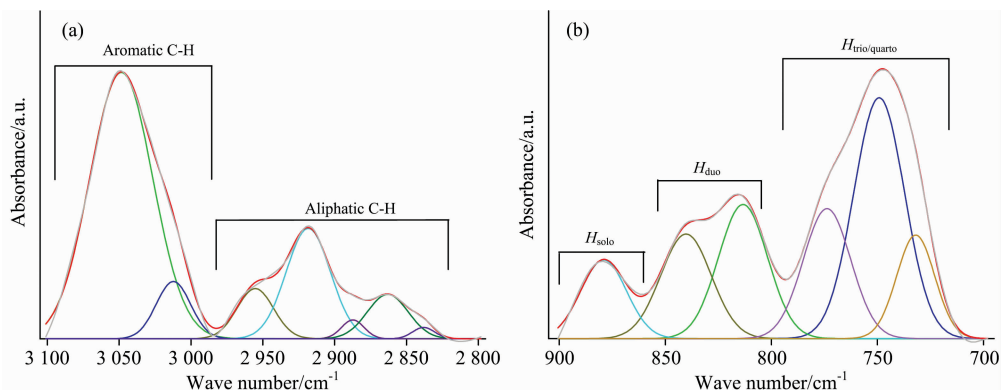 (a)
Aromatic C-H
Aliphatic C-H
Absorbance/a.u.
3 100 3 050 3 000 2 950 2 900 2 850 2 800
Wave number/cm-1
(b)
Htrio/quarto
Hduo
Hsolo
Absorbance/a.u.
900 850 800 750 700
Wave number/cm-1